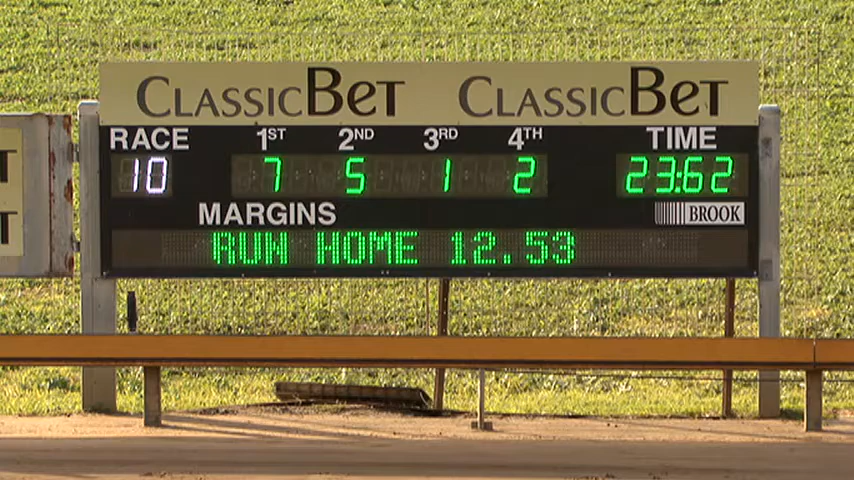 CLASSICBET CLASSICBET
RACE 1ST 2ND 3RD 4TH TIME
10 7 5 1 2 23:62
MARGINS BROOK
RUN HOME 12.53